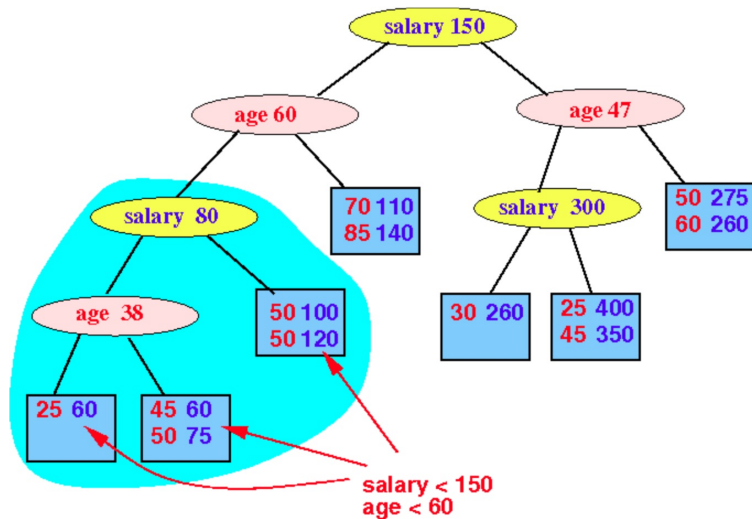 salary 150
age 60
age 47
salary 80
70 110
85 140
salary 300
50 275
60 260
age 38
50 100
50 120
30 260
25 400
45 350
25 60
45 60
50 75
salary < 150
age < 60